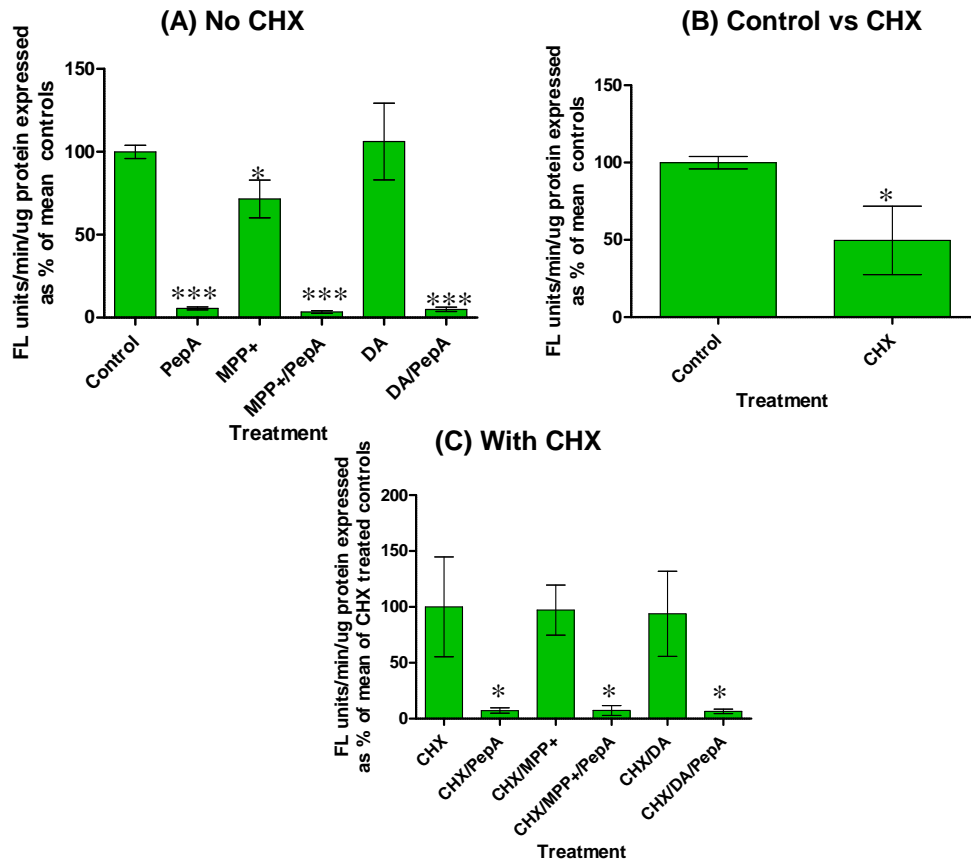 (A) No CHX
FL units/min/ug protein expressed
as % of mean controls
150
100
50
0
***
*
***
***
Control
PepA
MPP+
MPP+/PepA
DA
DA/PepA
Treatment
(B) Control vs CHX
FL units/min/ug protein expressed
as % of mean controls
150
100
50
0
*
Control
CHX
Treatment
(C) With CHX
FL units/min/ug protein expressed
as % of mean of CHX treated controls
200
150
100
50
0
*
*
*
CHX
CHX/PepA
CHX/MPP+
CHX/MPP+/PepA
CHX/DA
CHX/DA/PepA
Treatment